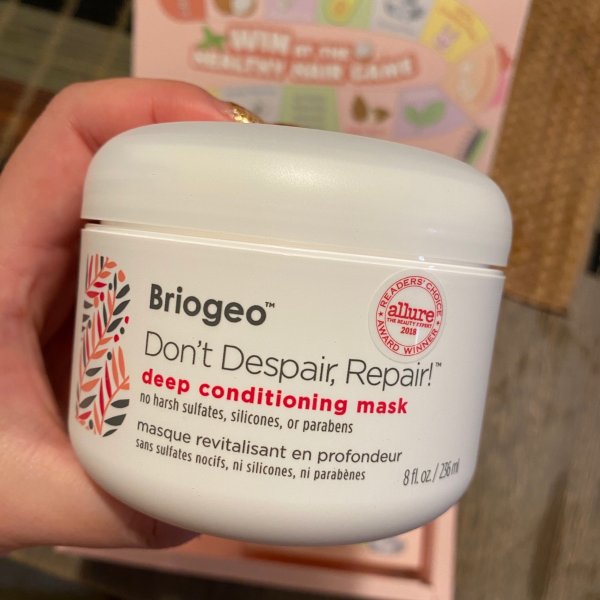 WIN AT THE
HEALTHY HAIR GAME
Briogeo™
READERS' CHOICE
allure
THE BEAUTY EXPERT
2018
AWARD WINNER
Don't Despair, Repair!™
deep conditioning mask
no harsh sulfates, silicones, or parabens
masque revitalisant en profondeur
sans sulfates nocifs, ni silicones, ni parabènes
8 fl. oz. / 236 ml